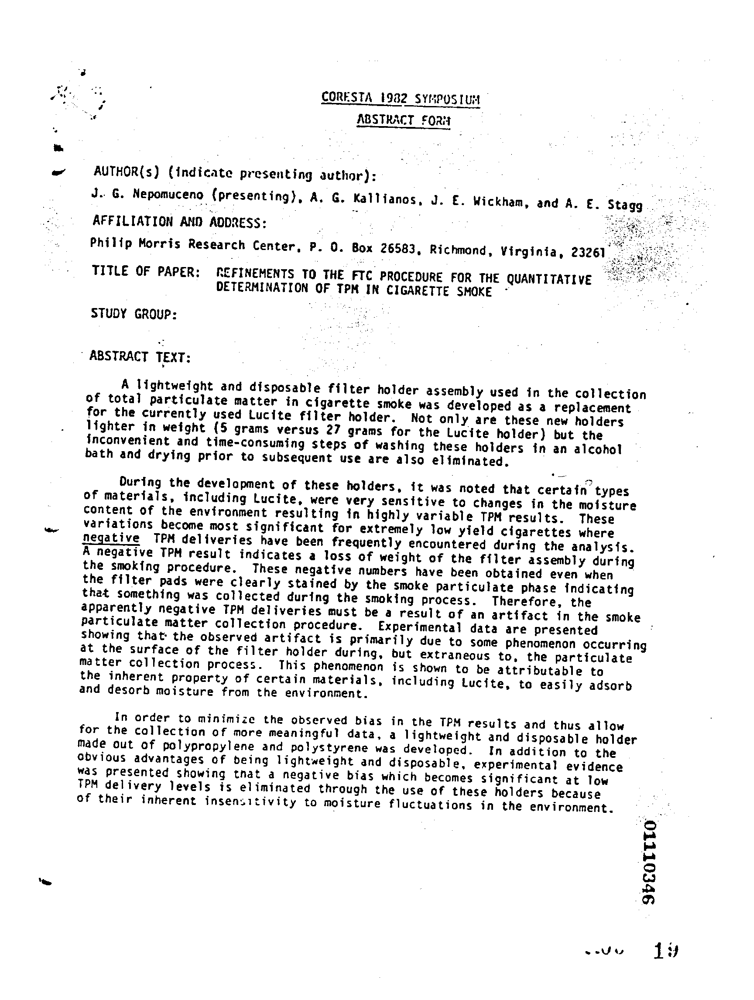 CORESTA 1982 SYMPOSIUM
ABSTRACT FORM
AUTHOR(s) (indicate presenting author):
J. G. Nepomuceno (presenting), A. G. Kallianos, J. E. Wickham, and A. E. Stagg
AFFILIATION AND ADDRESS:
Philip Morris Research Center, P. O. Box 26583, Richmond, Virginia, 23261
TITLE OF PAPER: REFINEMENTS TO THE FTC PROCEDURE FOR THE QUANTITATIVE
DETERMINATION OF TPM IN CIGARETTE SMOKE
STUDY GROUP:
ABSTRACT TEXT:
A lightweight and disposable filter holder assembly used in the collection
of total particulate matter in cigarette smoke was developed as a replacement
for the currently used Lucite filter holder. Not only are these new holders
lighter in weight (5 grams versus 27 grams for the Lucite holder) but the
inconvenient and time-consuming steps of washing these holders in an alcohol
bath and drying prior to subsequent use are also eliminated.
During the development of these holders, it was noted that certain types
of materials, including Lucite, were very sensitive to changes in the moisture
content of the environment resulting in highly variable TPM results. These
variations become most significant for extremely low yield cigarettes where
negative TPM deliveries have been frequently encountered during the analysis.
A negative TPM result indicates a loss of weight of the filter assembly during
the smoking procedure. These negative numbers have been obtained even when
the filter pads were clearly stained by the smoke particulate phase indicating
that something was collected during the smoking process. Therefore, the
apparently negative TPM deliveries must be a result of an artifact in the smoke
particulate matter collection procedure. Experimental data are presented
showing that the observed artifact is primarily due to some phenomenon occurring
at the surface of the filter holder during, but extraneous to, the particulate
matter collection process. This phenomenon is shown to be attributable to
the inherent property of certain materials, including Lucite, to easily adsorb
and desorb moisture from the environment.
In order to minimize the observed bias in the TPM results and thus allow
for the collection of more meaningful data, a lightweight and disposable holder
made out of polypropylene and polystyrene was developed. In addition to the
obvious advantages of being lightweight and disposable, experimental evidence
was presented showing that a negative bias which becomes significant at low
TPM delivery levels is eliminated through the use of these holders because
of their inherent insensitivity to moisture fluctuations in the environment.
01110346
19